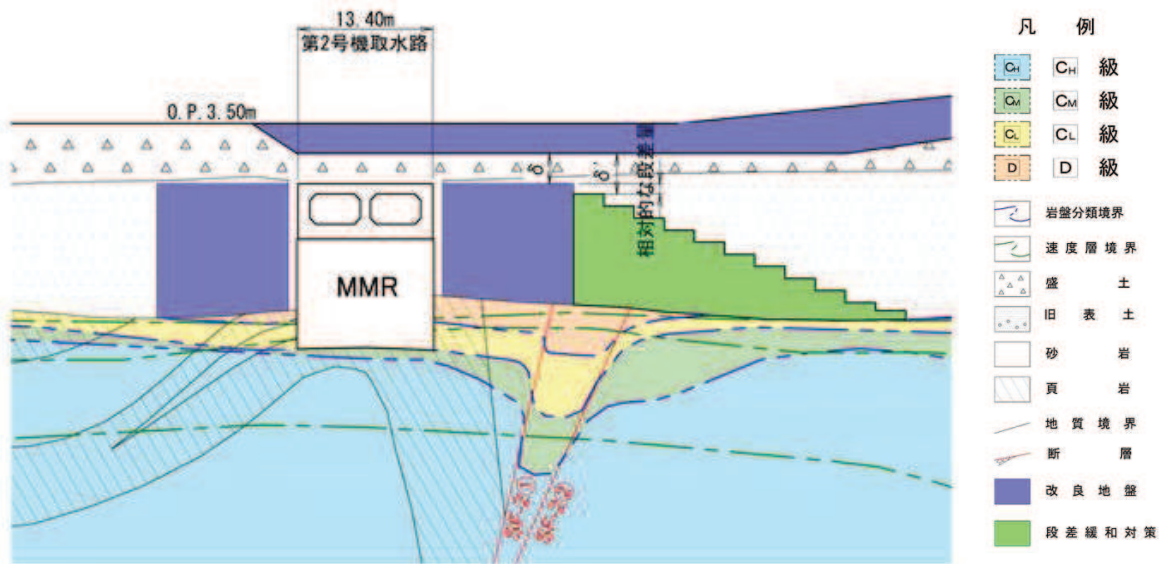 13.40m
第2号機取水路
O.P.3.50m
δ
δ'
相対的な段差量
MMR
凡 例
CH CH 級
CM CM 級
CL CL 級
D D 級
岩盤分類境界
速度層境界
盛 土
旧 表 土
砂 岩
頁 岩
地 質 境 界
断 層
改 良 地 盤
段 差 緩 和 対 策